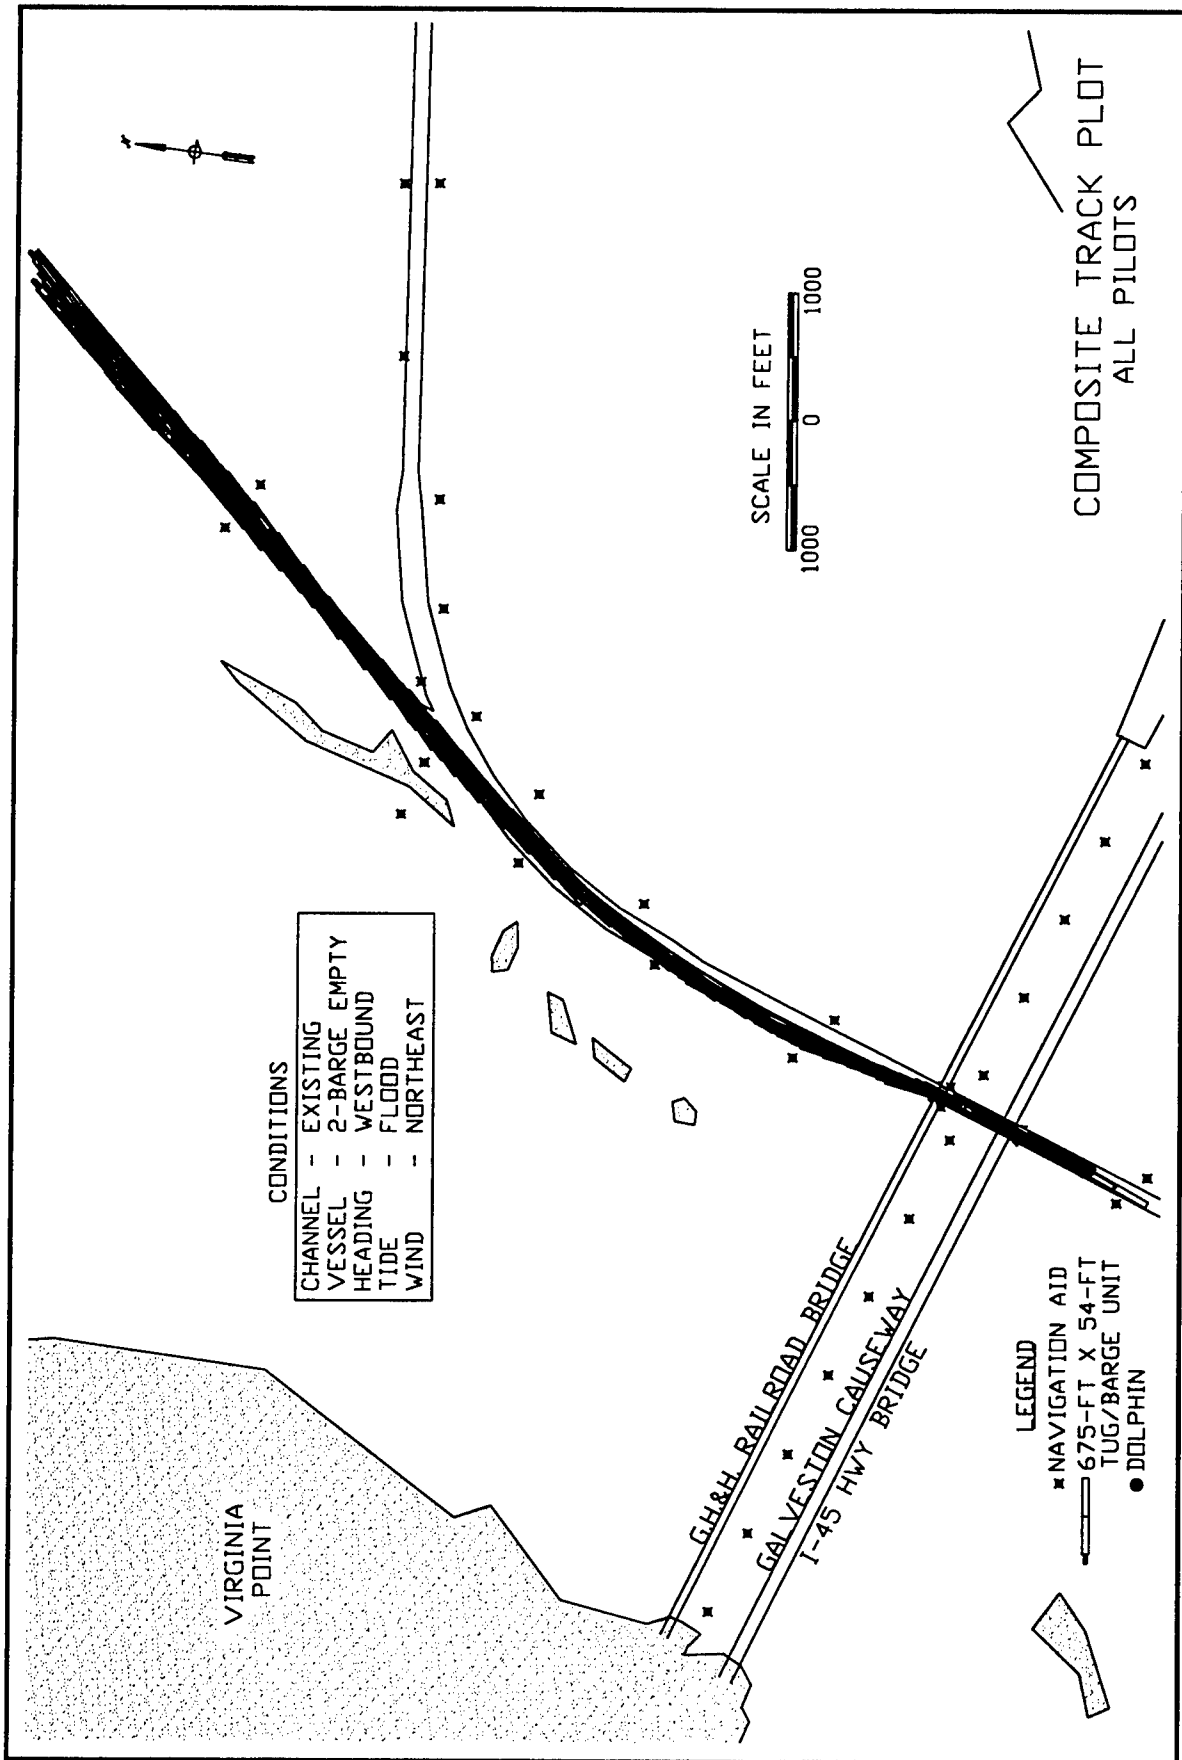 VIRGINIA
POINT
CONDITIONS
CHANNEL - EXISTING
VESSEL - 2-BARGE EMPTY
HEADING - WESTBOUND
TIDE - FLOOD
WIND - NORTHEAST
N
G.H.&H. RAILROAD BRIDGE
GALVESTON CAUSEWAY
I-45 HWY BRIDGE
SCALE IN FEET
1000 0 1000
LEGEND
NAVIGATION AID
675-FT X 54-FT
TUG/BARGE UNIT
DOLPHIN
COMPOSITE TRACK PLOT
ALL PILOTS